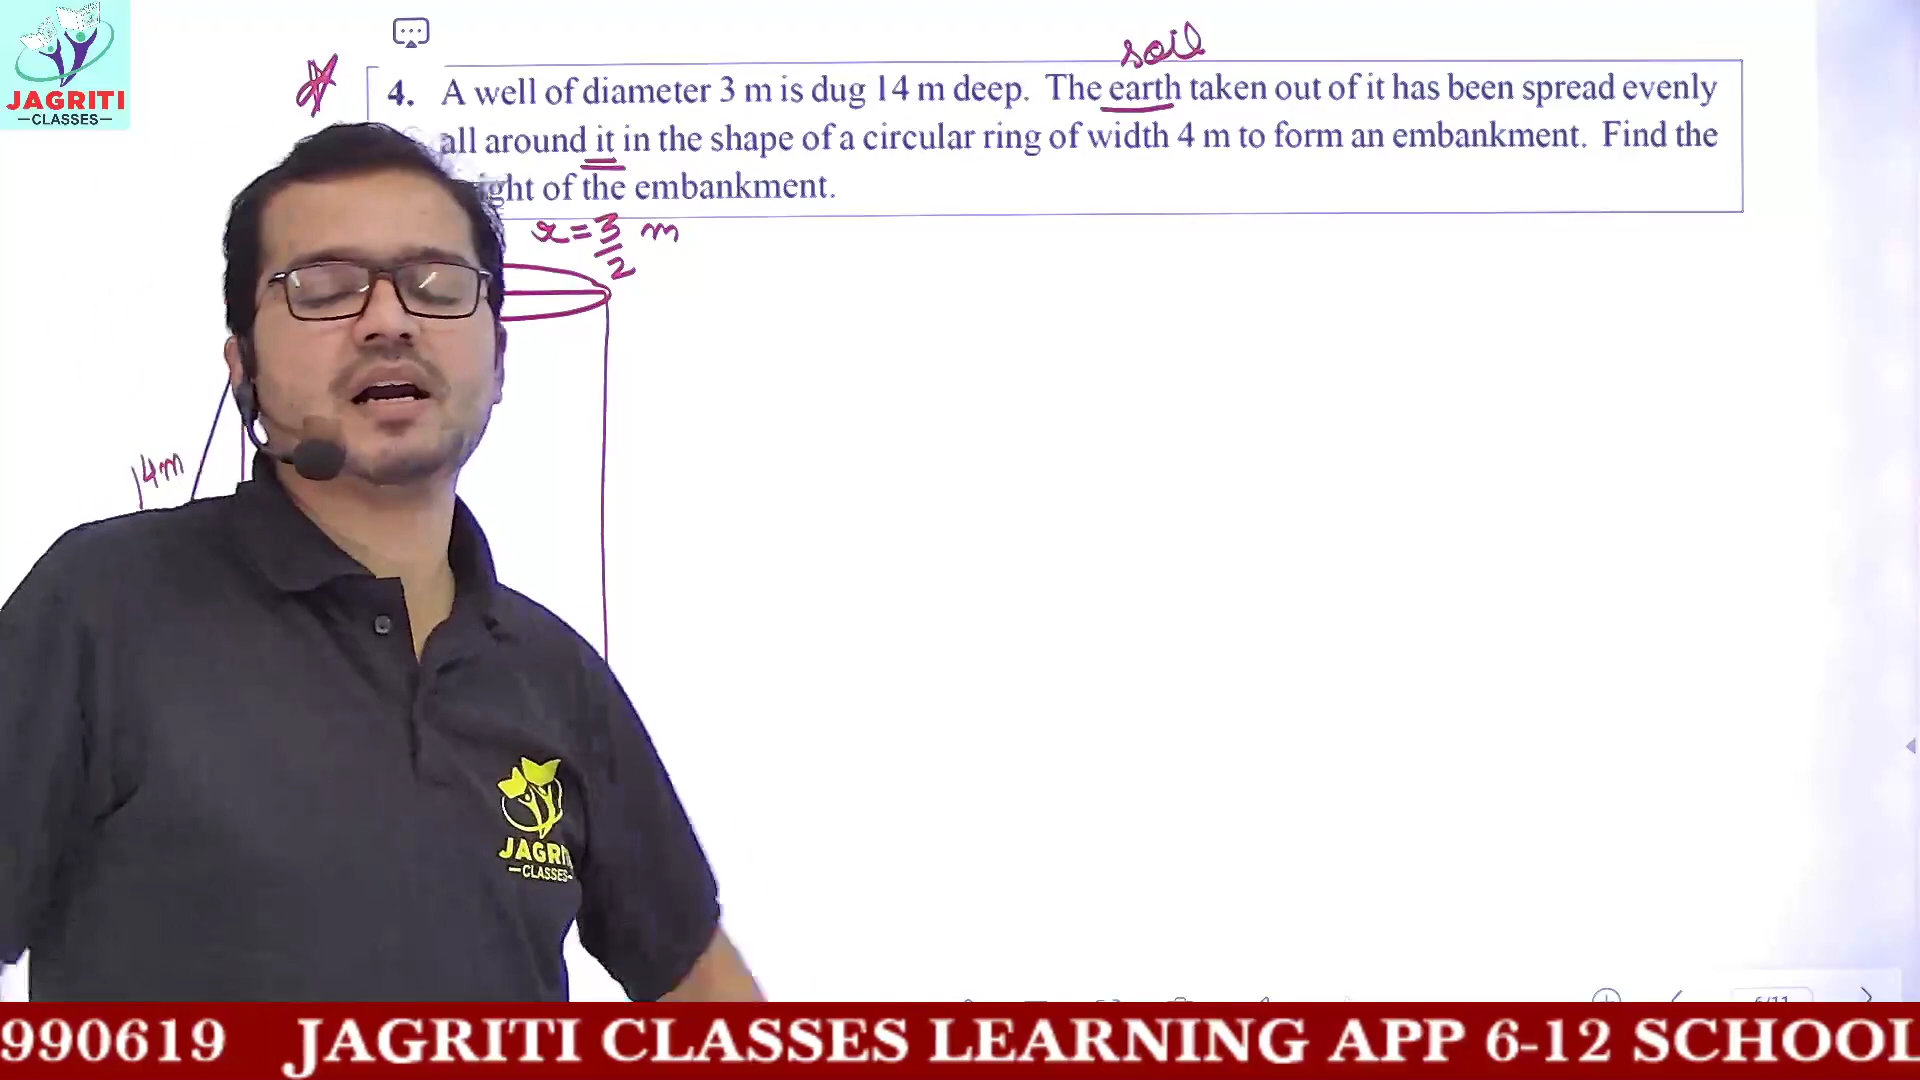 soil
4. A well of diameter 3 m is dug 14 m deep. The earth taken out of it has been spread evenly
all around it in the shape of a circular ring of width 4 m to form an embankment. Find the
ght of the embankment.
r = 3/2 m
14m
JAGRITI
—CLASSES—
JAGRI
—CLASSES—
990619 JAGRITI CLASSES LEARNING APP 6-12 SCHOOL